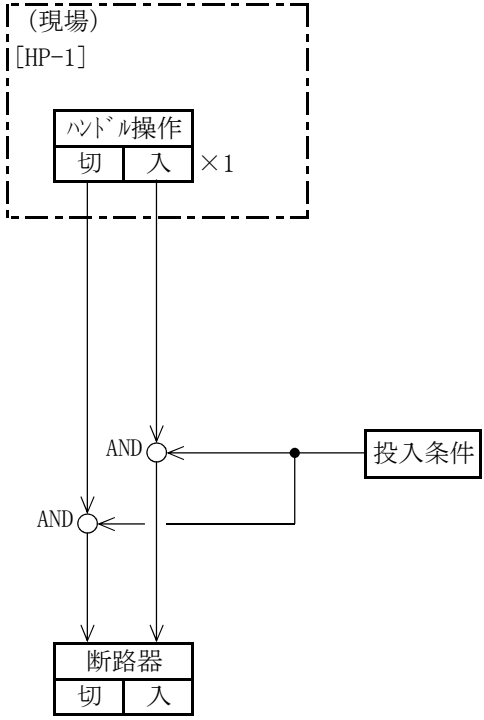 (現場)
[HP-1]
ﾊﾝﾄﾞﾙ操作
切 入 ×1
AND 投入条件
AND
断路器
切 入